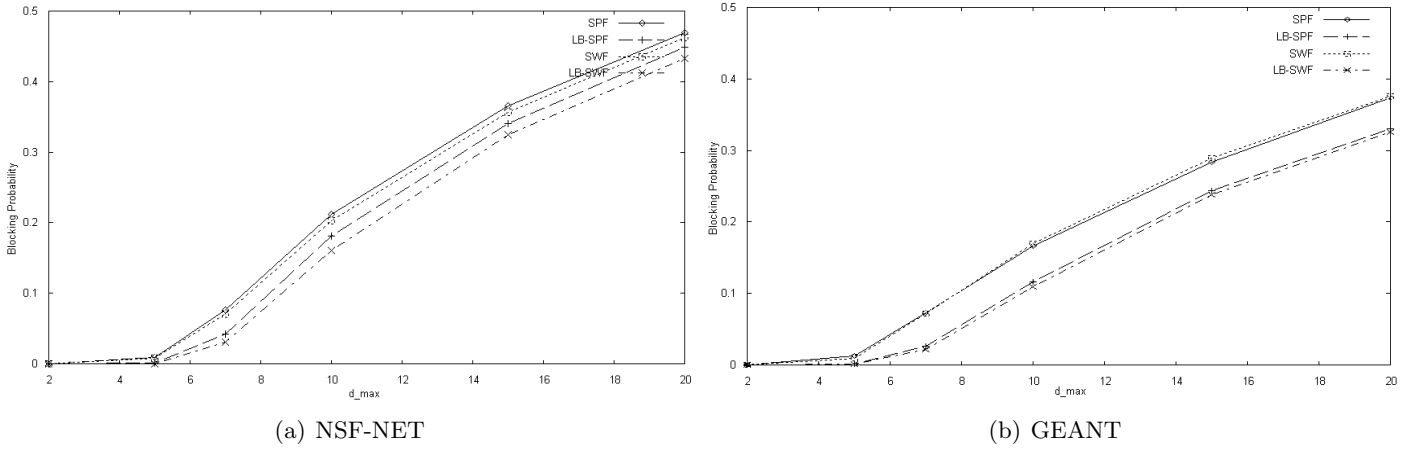 0.5
0.4
0.3
0.2
0.1
0
Blocking Probability
SPF
LB-SPF
SWF
LB-SWF
2 4 6 8 10 12 14 16 18 20
d_max
(a) NSF-NET
0.5
0.4
0.3
0.2
0.1
0
Blocking Probability
SPF
LB-SPF
SWF
LB-SWF
2 4 6 8 10 12 14 16 18 20
d_max
(b) GEANT